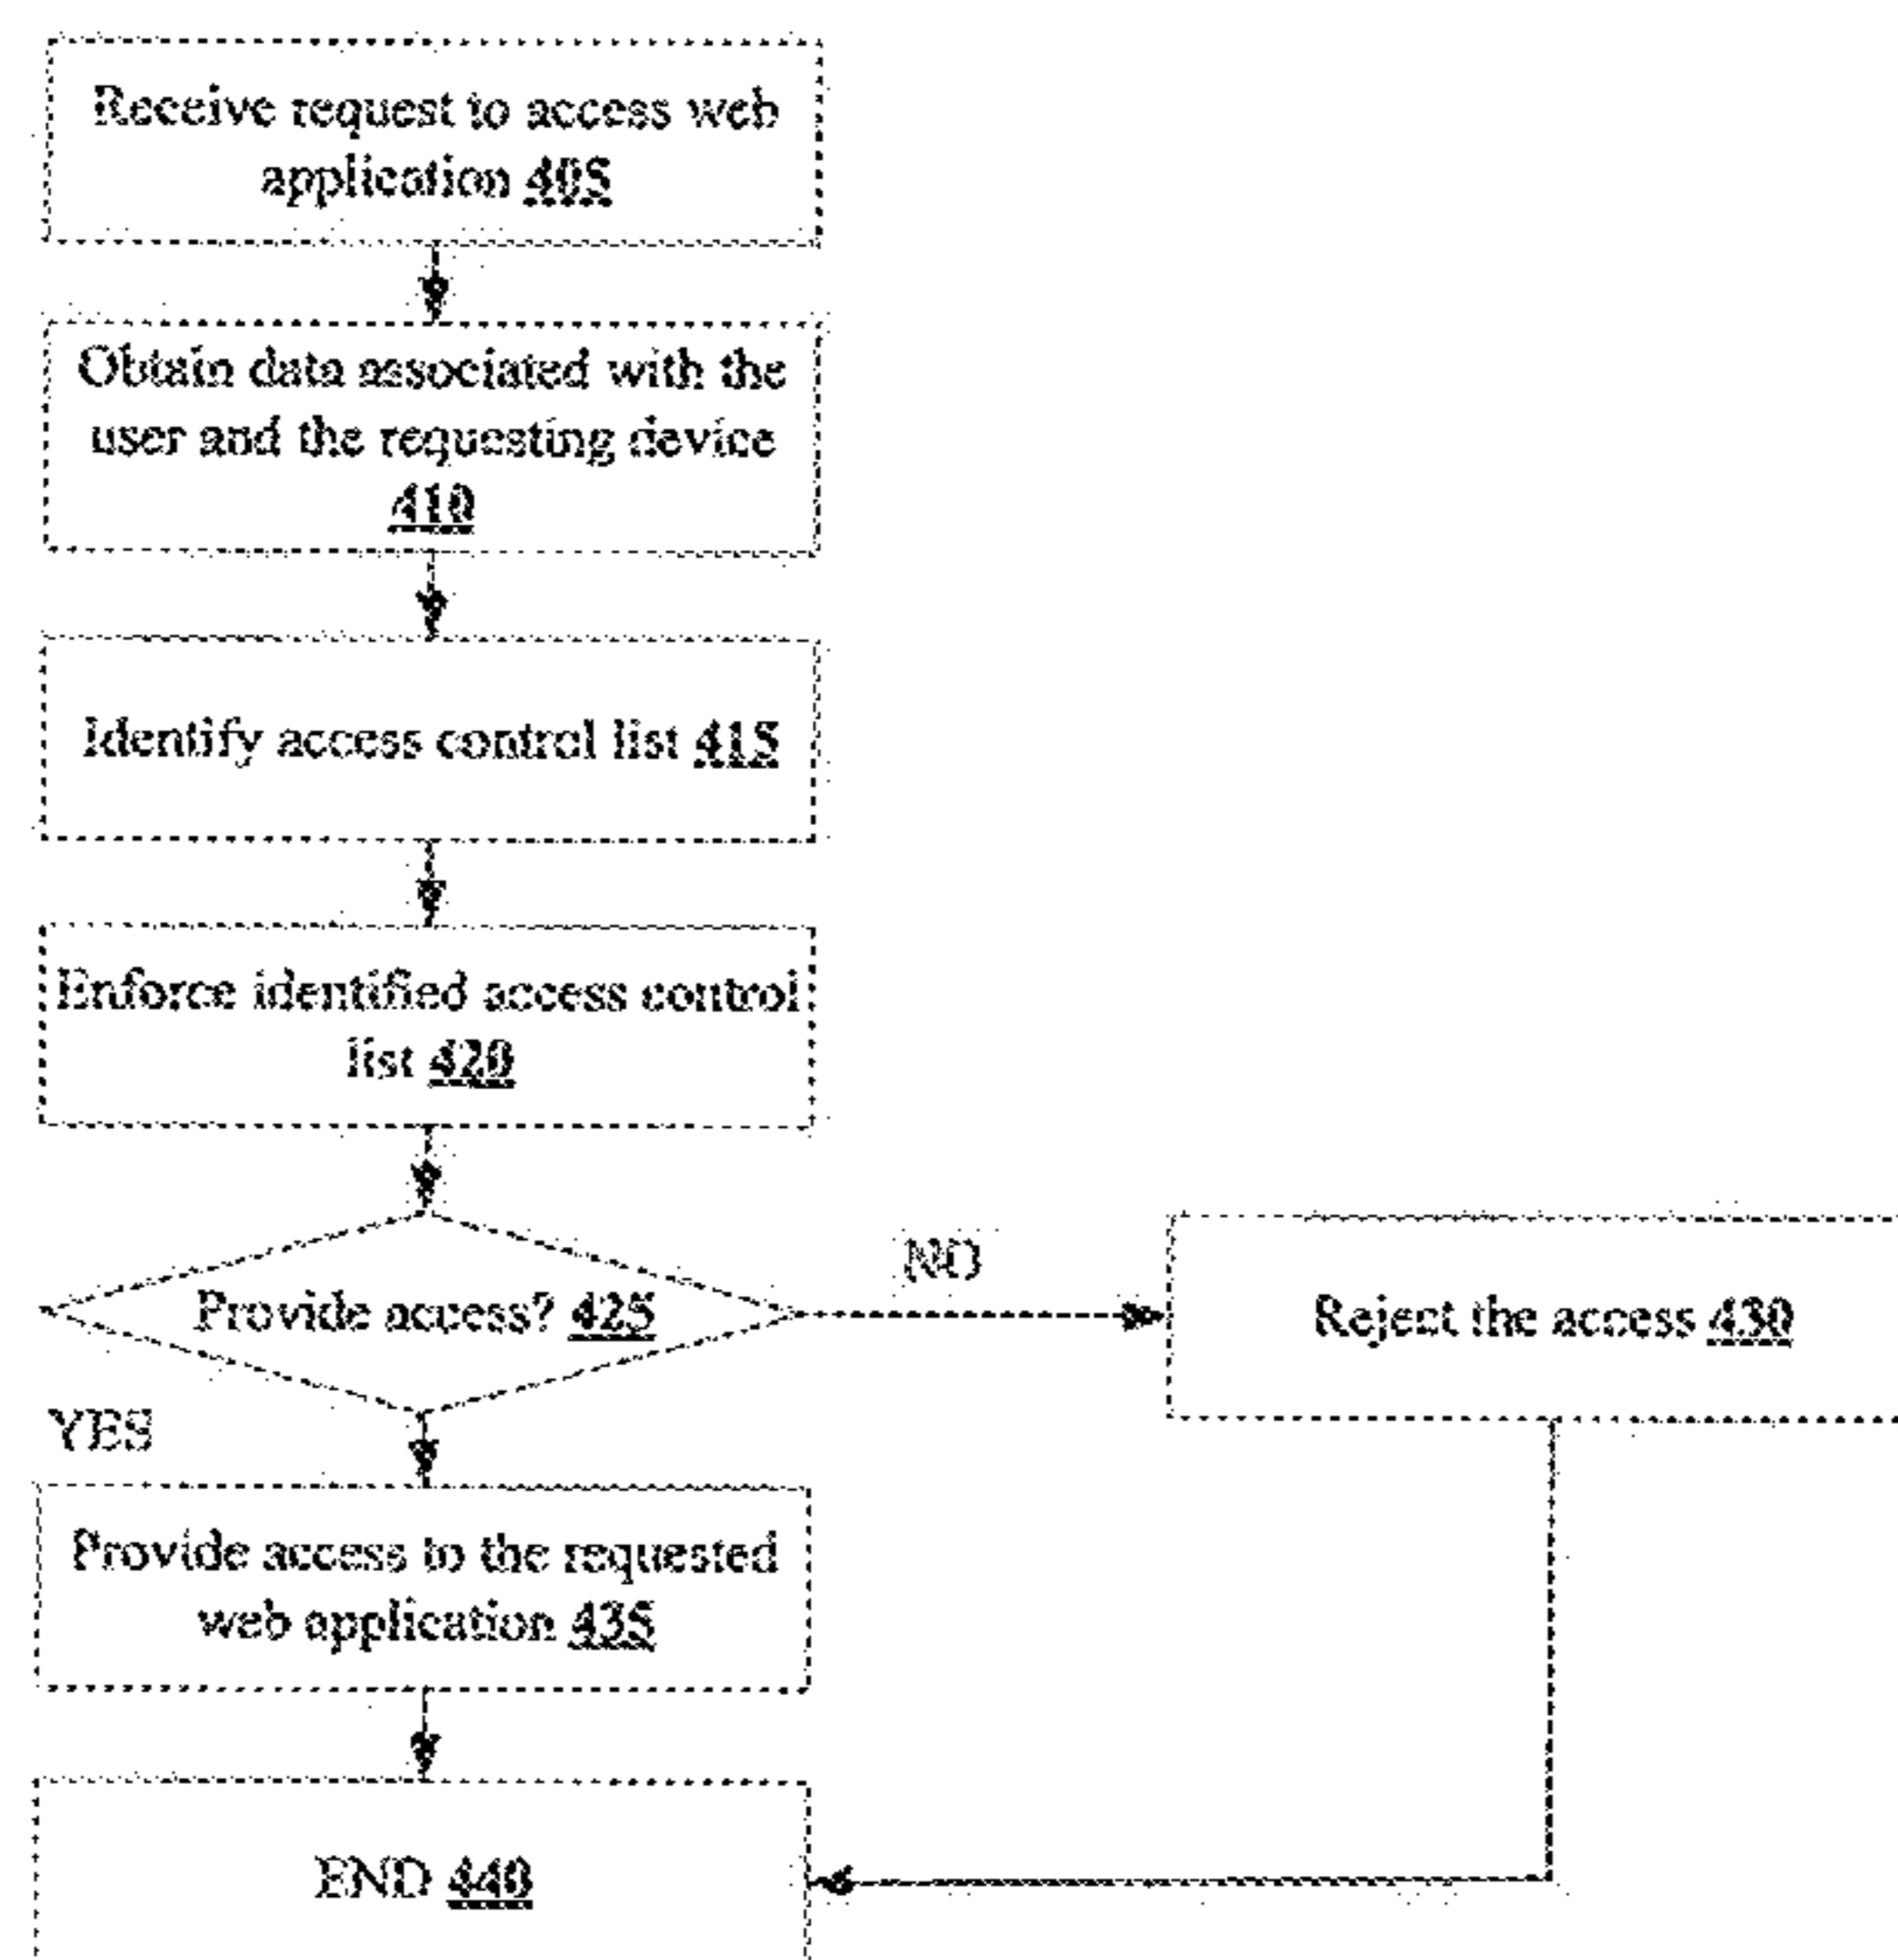 Receive request to access web
application 405
Obtain data associated with the
user and the requesting device
410
Identify access control list 415
Enforce identified access control
list 420
Provide access? 425
NO
Reject the access 430
YES
Provide access to the requested
web application 435
END 440